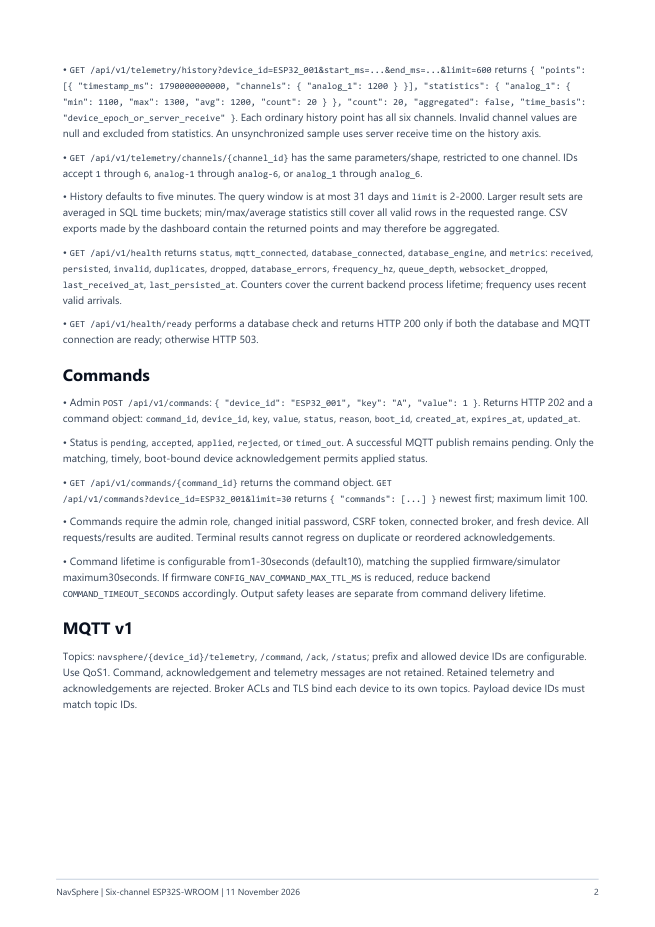 • GET /api/v1/telemetry/history?device_id=ESP32_001&start_ms=...&end_ms=...&limit=600 returns { "points":
[{ "timestamp_ms": 1790000000000, "channels": { "analog_1": 1200 } }], "statistics": { "analog_1": {
"min": 1100, "max": 1300, "avg": 1200, "count": 20 } }, "count": 20, "aggregated": false, "time_basis":
"device_epoch_or_server_receive" }. Each ordinary history point has all six channels. Invalid channel values are
null and excluded from statistics. An unsynchronized sample uses server receive time on the history axis.
• GET /api/v1/telemetry/channels/{channel_id} has the same parameters/shape, restricted to one channel. IDs
accept 1 through 6, analog-1 through analog-6, or analog_1 through analog_6.
• History defaults to five minutes. The query window is at most 31 days and limit is 2-2000. Larger result sets are
averaged in SQL time buckets; min/max/average statistics still cover all valid rows in the requested range. CSV
exports made by the dashboard contain the returned points and may therefore be aggregated.
• GET /api/v1/health returns status, mqtt_connected, database_connected, database_engine, and metrics: received,
persisted, invalid, duplicates, dropped, database_errors, frequency_hz, queue_depth, websocket_dropped,
last_received_at, last_persisted_at. Counters cover the current backend process lifetime; frequency uses recent
valid arrivals.
• GET /api/v1/health/ready performs a database check and returns HTTP 200 only if both the database and MQTT
connection are ready; otherwise HTTP 503.
Commands
• Admin POST /api/v1/commands: { "device_id": "ESP32_001", "key": "A", "value": 1 }. Returns HTTP 202 and a
command object: command_id, device_id, key, value, status, reason, boot_id, created_at, expires_at, updated_at.
• Status is pending, accepted, applied, rejected, or timed_out. A successful MQTT publish remains pending. Only the
matching, timely, boot-bound device acknowledgement permits applied status.
• GET /api/v1/commands/{command_id} returns the command object. GET
/api/v1/commands?device_id=ESP32_001&limit=30 returns { "commands": [...] } newest first; maximum limit 100.
• Commands require the admin role, changed initial password, CSRF token, connected broker, and fresh device. All
requests/results are audited. Terminal results cannot regress on duplicate or reordered acknowledgements.
• Command lifetime is configurable from1-30seconds (default10), matching the supplied firmware/simulator
maximum30seconds. If firmware CONFIG_NAV_COMMAND_MAX_TTL_MS is reduced, reduce backend
COMMAND_TIMEOUT_SECONDS accordingly. Output safety leases are separate from command delivery lifetime.
MQTT v1
Topics: navsphere/{device_id}/telemetry, /command, /ack, /status; prefix and allowed device IDs are configurable.
Use QoS1. Command, acknowledgement and telemetry messages are not retained. Retained telemetry and
acknowledgements are rejected. Broker ACLs and TLS bind each device to its own topics. Payload device IDs must
match topic IDs.
NavSphere | Six-channel ESP32S-WROOM | 11 November 2026
2